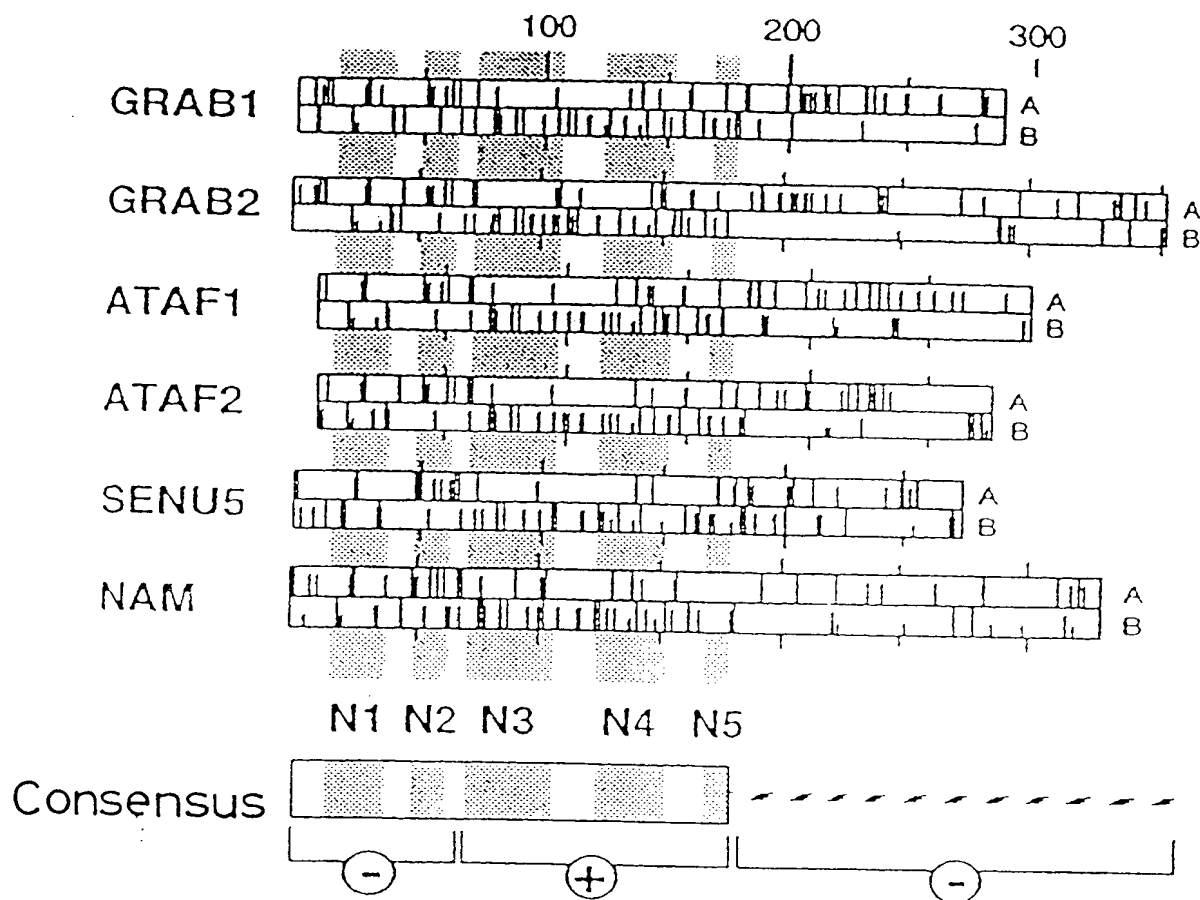 100 200 300
GRAB1 A
B
GRAB2 A
B
ATAF1 A
B
ATAF2 A
B
SENU5 A
B
NAM A
B
N1 N2 N3 N4 N5
Consensus
- + -